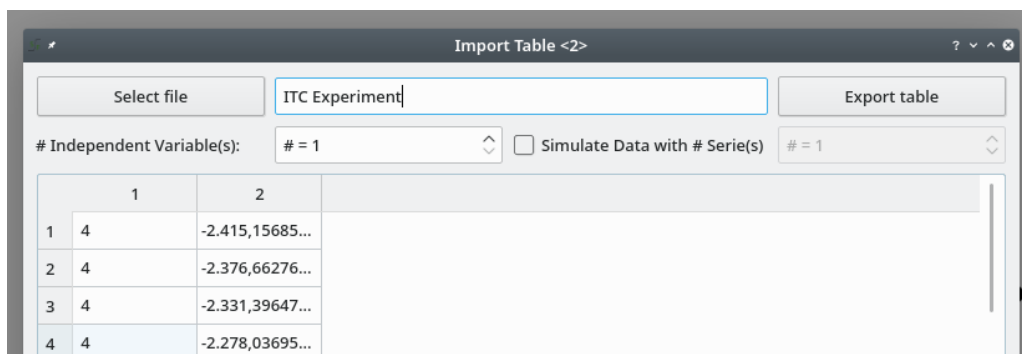 Import Table <2>
Select file ITC Experiment Export table
# Independent Variable(s): # = 1 Simulate Data with # Serie(s) # = 1
1 2
1 4 -2.415,15685...
2 4 -2.376,66276...
3 4 -2.331,39647...
4 4 -2.278,03695...